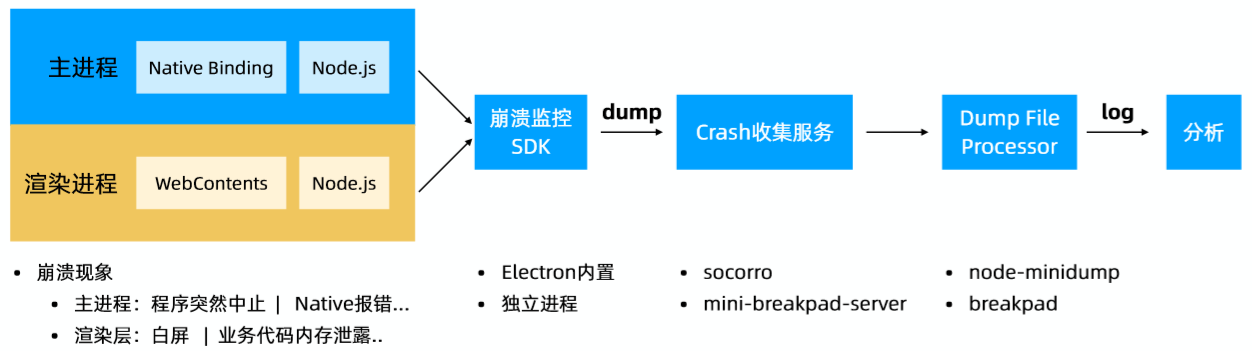 主进程
Native Binding
Node.js
渲染进程
WebContents
Node.js
崩溃监控
SDK
dump
Crash收集服务
Dump File
Processor
log
分析
• 崩溃现象
• 主进程：程序突然中止 | Native报错...
• 渲染层：白屏 | 业务代码内存泄露..
• Electron内置
• 独立进程
• socorro
• mini-breakpad-server
• node-minidump
• breakpad